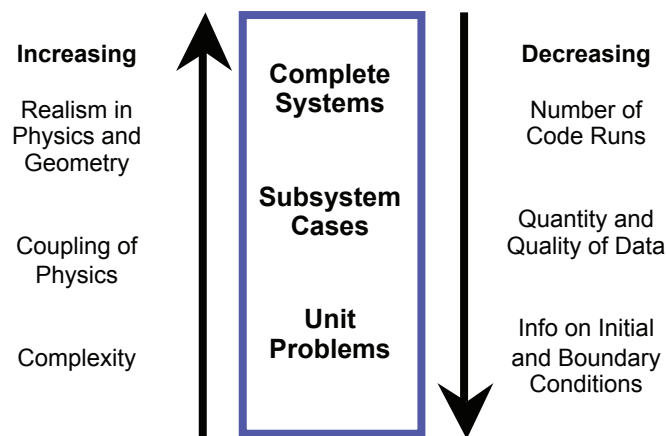 Increasing
Realism in
Physics and
Geometry
Coupling of
Physics
Complexity
Complete
Systems
Subsystem
Cases
Unit
Problems
Decreasing
Number of
Code Runs
Quantity and
Quality of Data
Info on Initial
and Boundary
Conditions